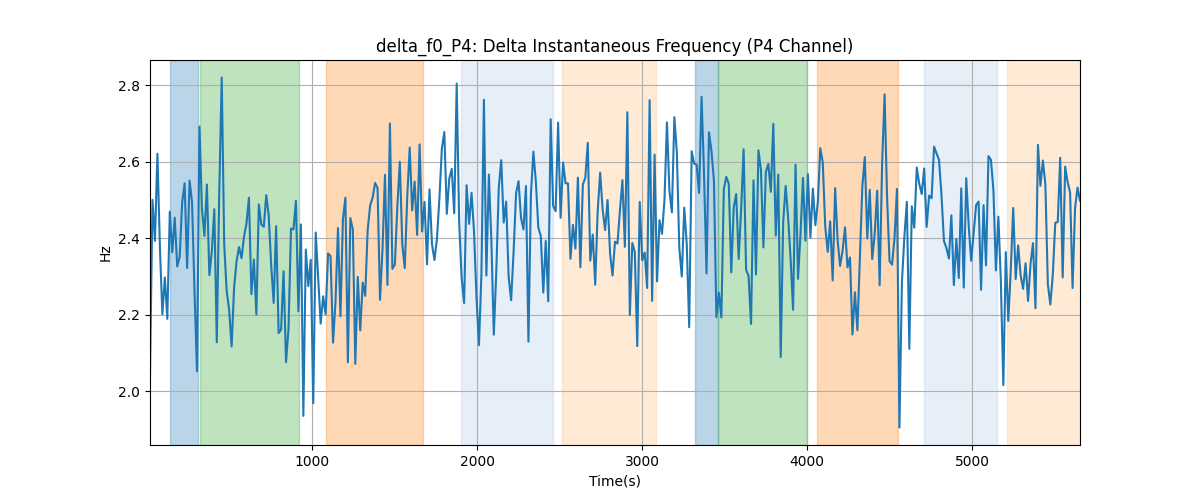 delta_f0_P4: Delta Instantaneous Frequency (P4 Channel)
2.8
2.6
2.4
2.2
2.0
Hz
1000 2000 3000 4000 5000
Time(s)